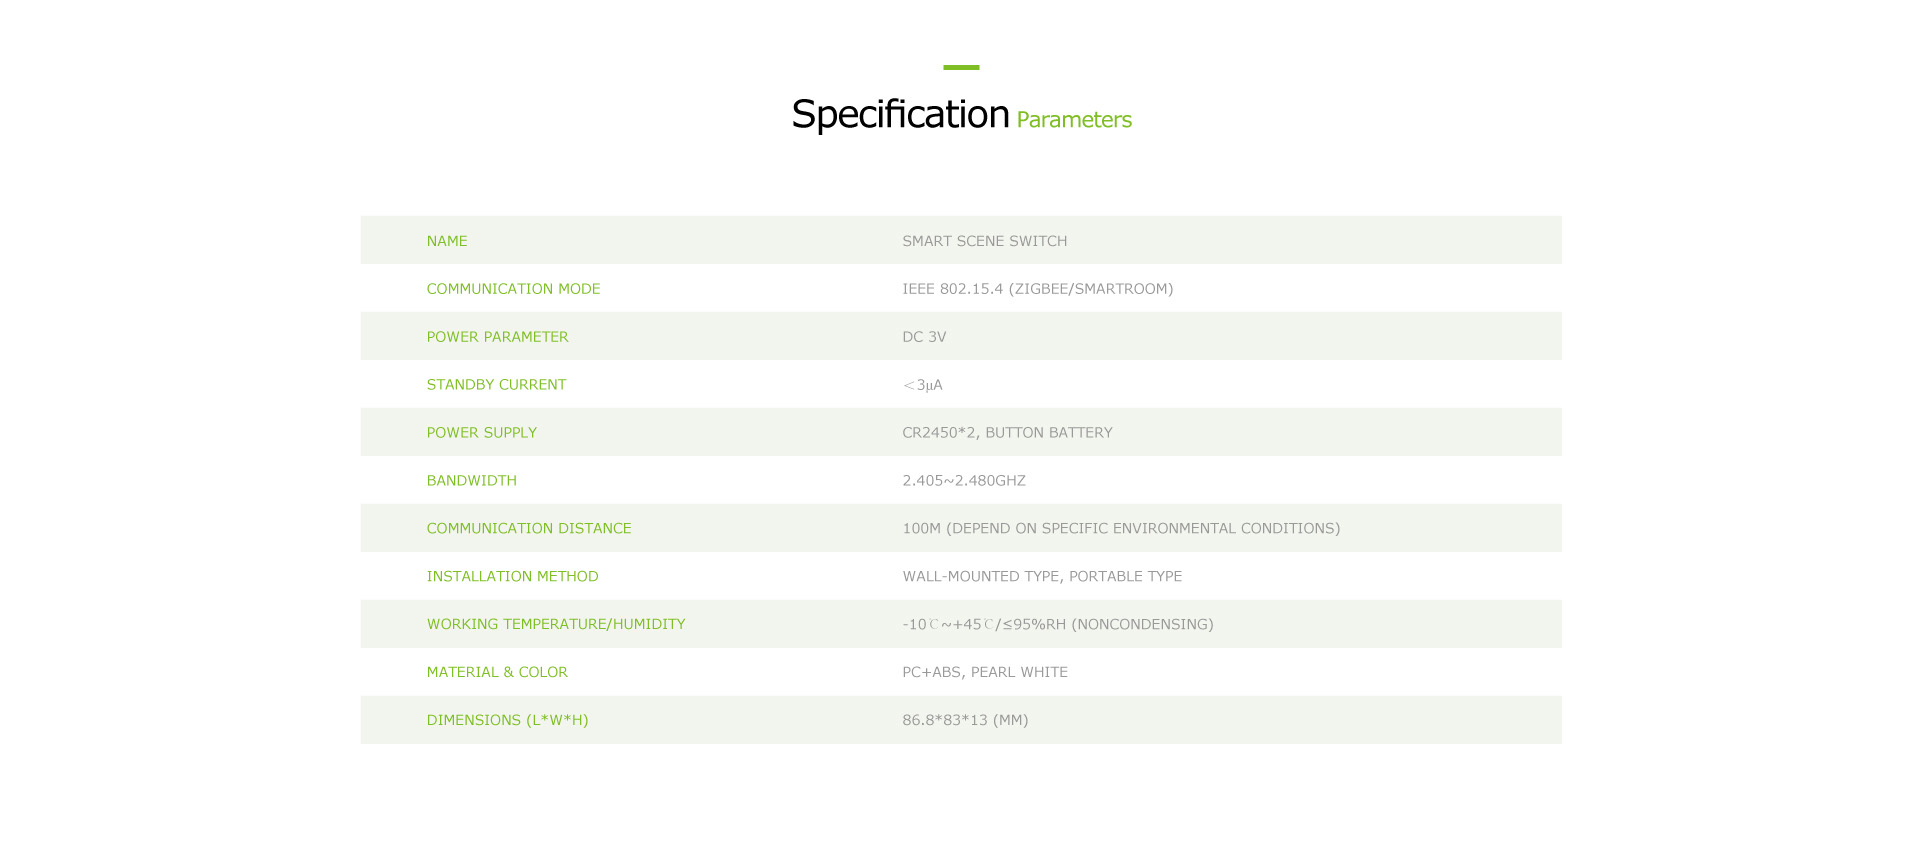 Specification Parameters
NAME SMART SCENE SWITCH
COMMUNICATION MODE IEEE 802.15.4 (ZIGBEE/SMARTROOM)
POWER PARAMETER DC 3V
STANDBY CURRENT ＜3μA
POWER SUPPLY CR2450*2, BUTTON BATTERY
BANDWIDTH 2.405~2.480GHZ
COMMUNICATION DISTANCE 100M (DEPEND ON SPECIFIC ENVIRONMENTAL CONDITIONS)
INSTALLATION METHOD WALL-MOUNTED TYPE, PORTABLE TYPE
WORKING TEMPERATURE/HUMIDITY -10℃~+45℃/≤95%RH (NONCONDENSING)
MATERIAL & COLOR PC+ABS, PEARL WHITE
DIMENSIONS (L*W*H) 86.8*83*13 (MM)